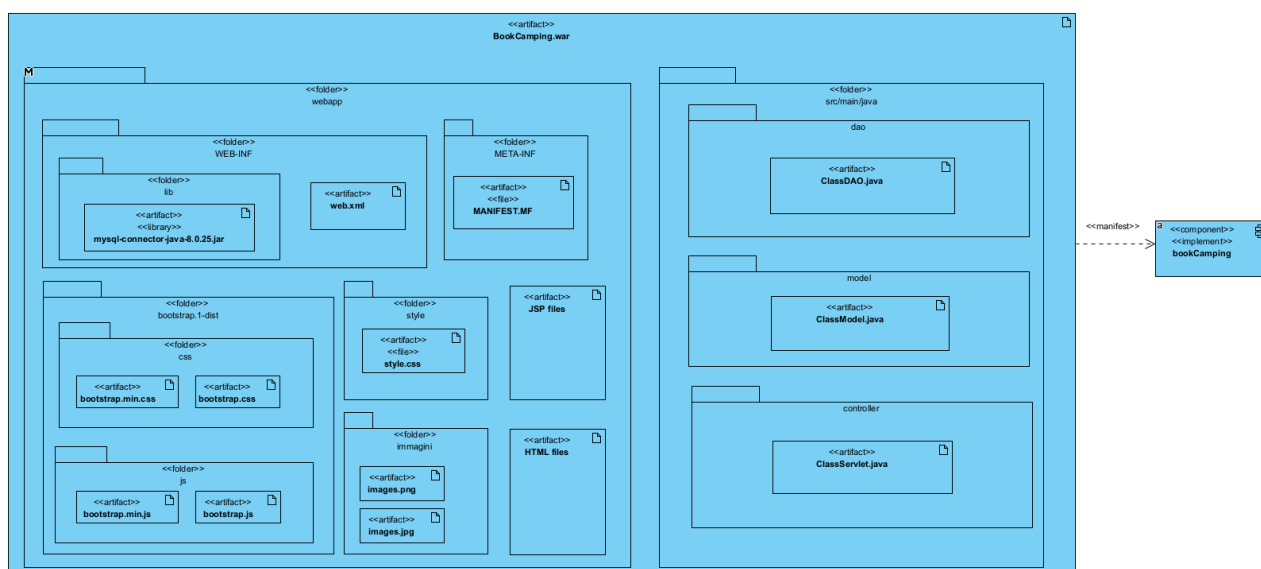 <<artifact>>
BookCamping.war
M
<<folder>>
webapp
<<folder>>
WEB-INF
<<folder>>
lib
<<artifact>>
<<library>>
mysql-connector-java-8.0.25.jar
<<artifact>>
web.xml
<<folder>>
META-INF
<<artifact>>
<<file>>
MANIFEST.MF
<<folder>>
bootstrap.1-dist
<<folder>>
css
<<artifact>>
bootstrap.min.css
<<artifact>>
bootstrap.css
<<folder>>
js
<<artifact>>
bootstrap.min.js
<<artifact>>
bootstrap.js
<<folder>>
style
<<artifact>>
<<file>>
style.css
<<folder>>
immagini
<<artifact>>
images.png
<<artifact>>
images.jpg
<<artifact>>
JSP files
<<artifact>>
HTML files
<<folder>>
src/main/java
dao
<<artifact>>
ClassDAO.java
model
<<artifact>>
ClassModel.java
controller
<<artifact>>
ClassServlet.java
<<manifest>>
a
<<component>>
<<implement>>
bookCamping